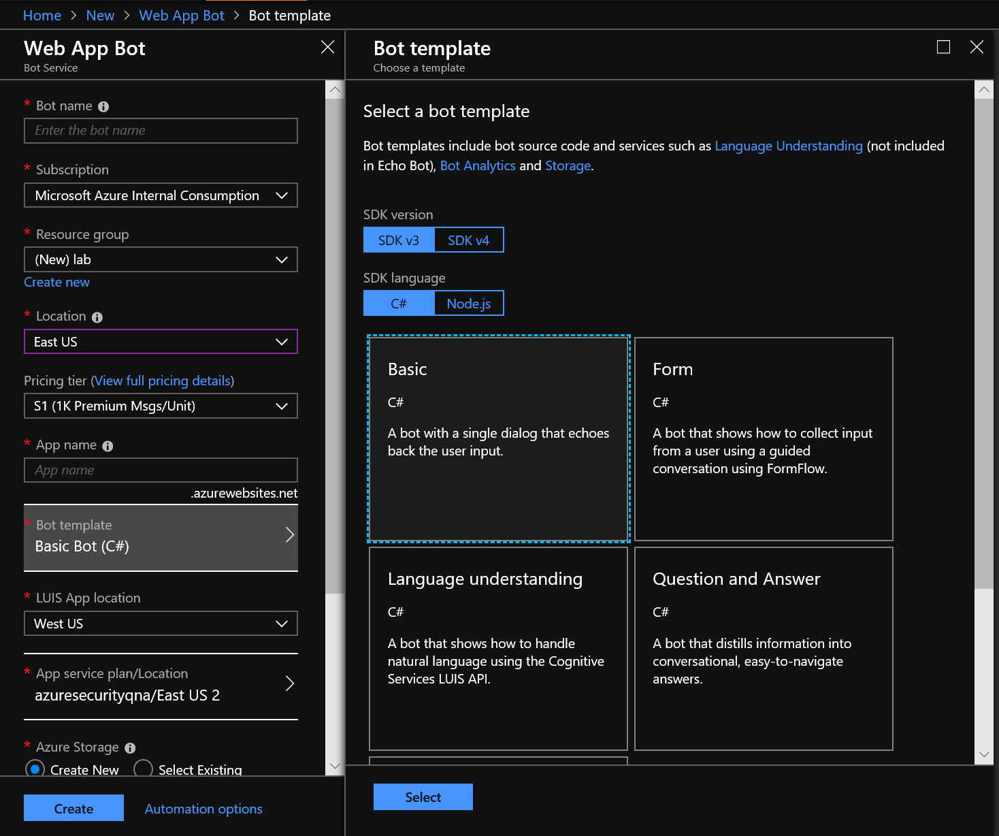 Home > New > Web App Bot > Bot template
Web App Bot
Bot Service
* Bot name
Enter the bot name
* Subscription
Microsoft Azure Internal Consumption
* Resource group
(New) lab
Create new
* Location
East US
Pricing tier (View full pricing details)
S1 (1K Premium Msgs/Unit)
* App name
App name
.azurewebsites.net
* Bot template
Basic Bot (C#)
* LUIS App location
West US
* App service plan/Location
azuresecurityqna/East US 2
* Azure Storage
Create New Select Existing
Create Automation options
Bot template
Choose a template
Select a bot template
Bot templates include bot source code and services such as Language Understanding (not included
in Echo Bot), Bot Analytics and Storage.
SDK version
SDK v3 SDK v4
SDK language
C# Node.js
Basic
C#
A bot with a single dialog that echoes
back the user input.
Form
C#
A bot that shows how to collect input
from a user using a guided
conversation using FormFlow.
Language understanding
C#
A bot that shows how to handle
natural language using the Cognitive
Services LUIS API.
Question and Answer
C#
A bot that distills information into
conversational, easy-to-navigate
answers.
Select